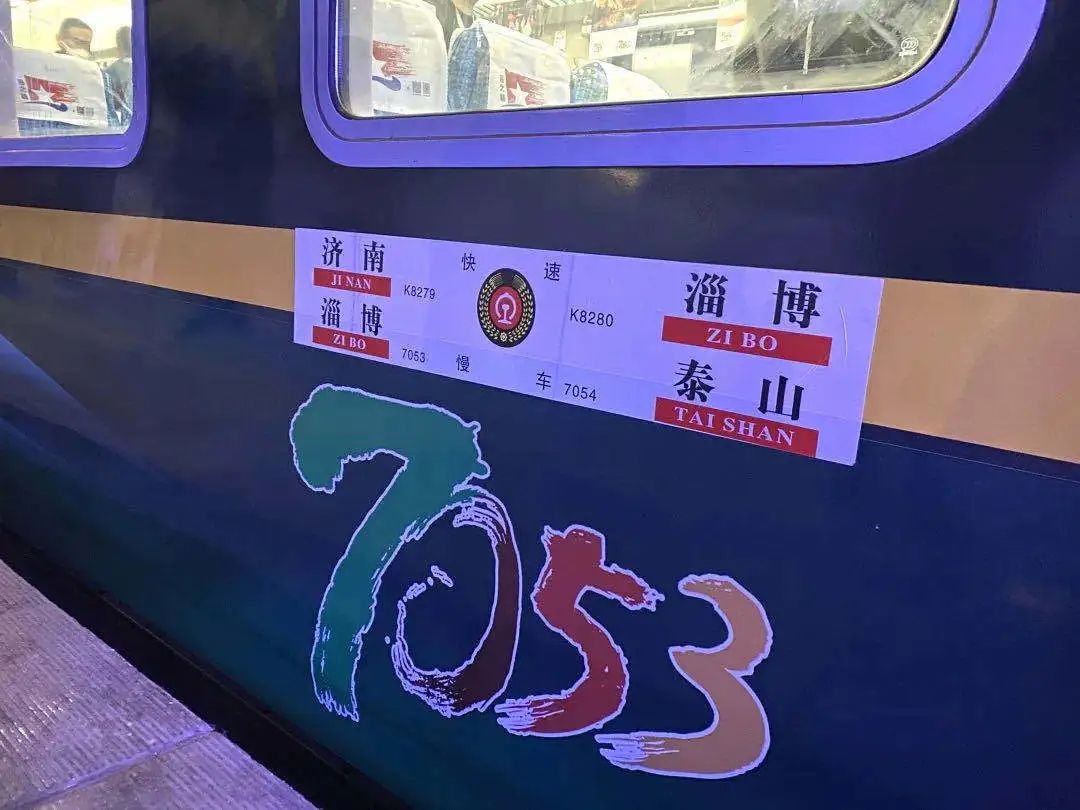 济南 快速 淄博
JI NAN K8279 K8280 ZI BO
淄博 慢车 泰山
ZI BO 7053 7054 TAI SHAN
7053